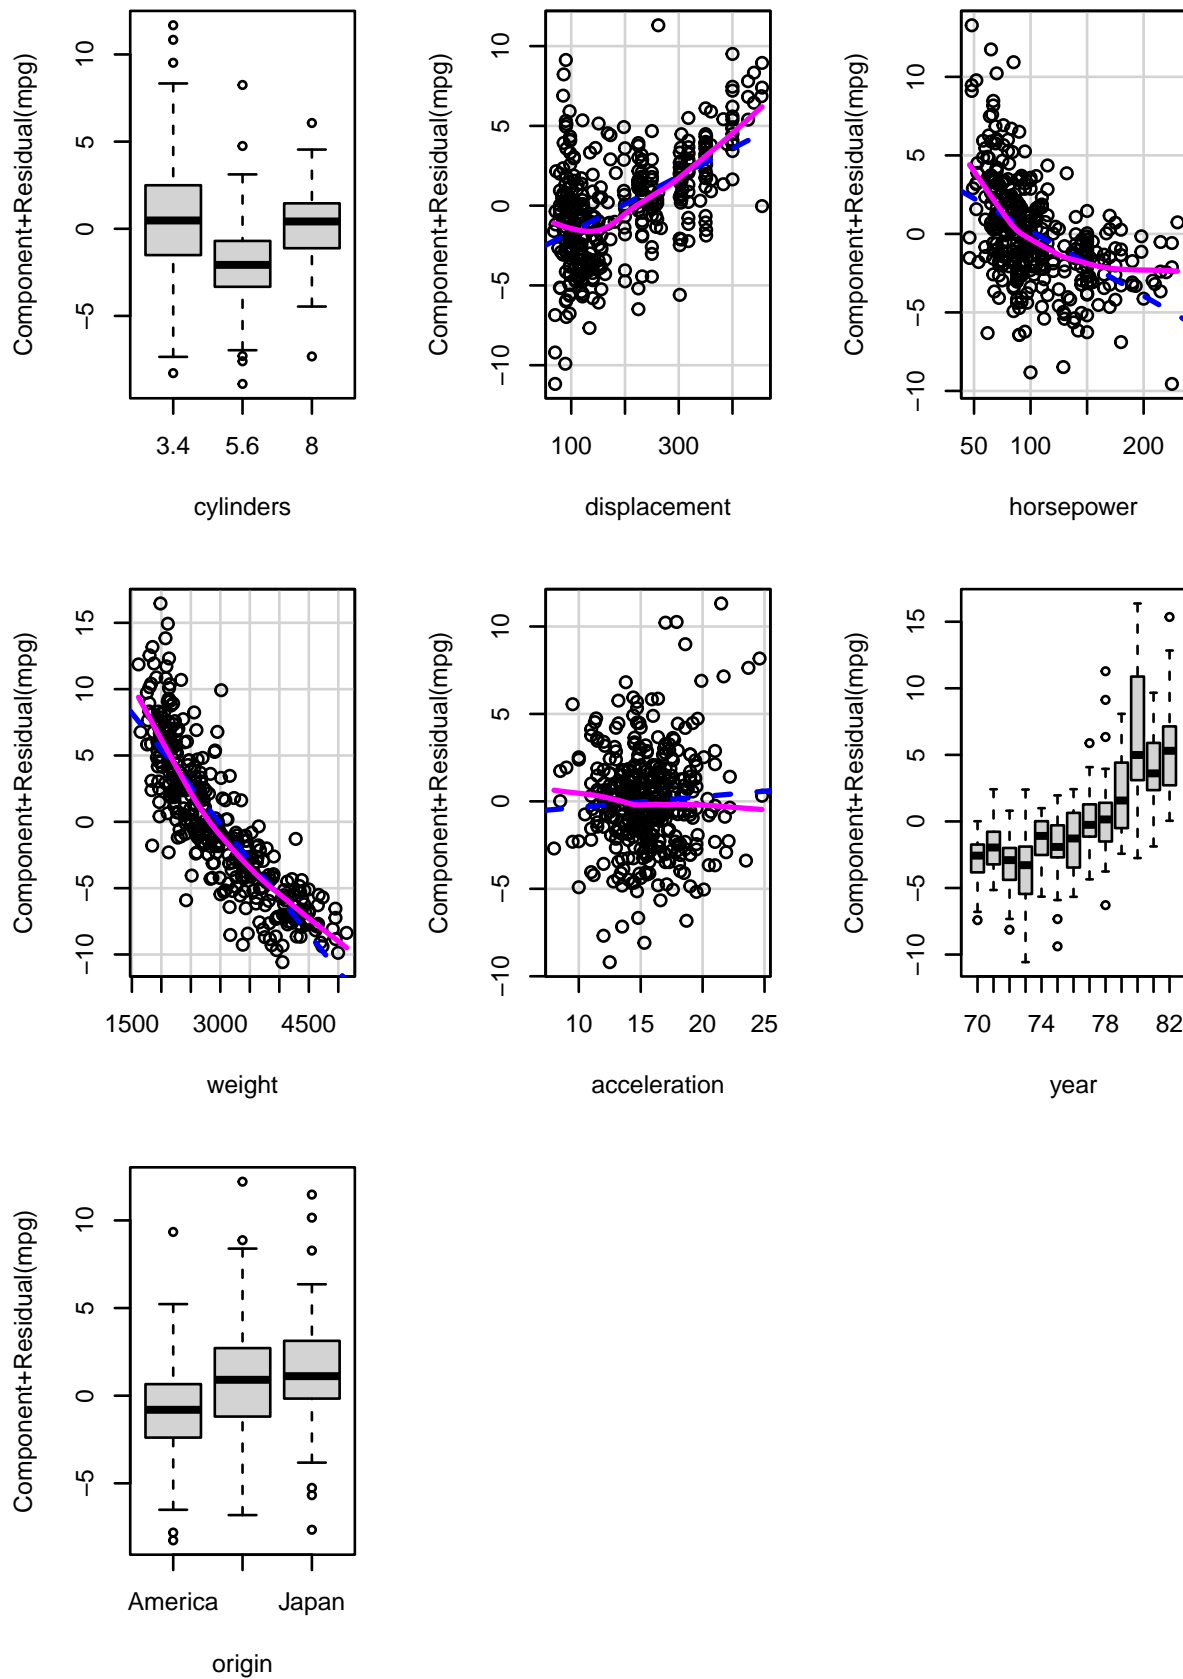 Component+Residual(mpg)
10
5
0
−5
3.4 5.6 8
cylinders
Component+Residual(mpg)
10
5
0
−5
−10
100 300
displacement
Component+Residual(mpg)
10
5
0
−5
−10
50 100 200
horsepower
Component+Residual(mpg)
15
10
5
0
−5
−10
1500 3000 4500
weight
Component+Residual(mpg)
10
5
0
−5
−10
10 15 20 25
acceleration
Component+Residual(mpg)
15
10
5
0
−5
−10
70 74 78 82
year
Component+Residual(mpg)
10
5
0
−5
America Japan
origin